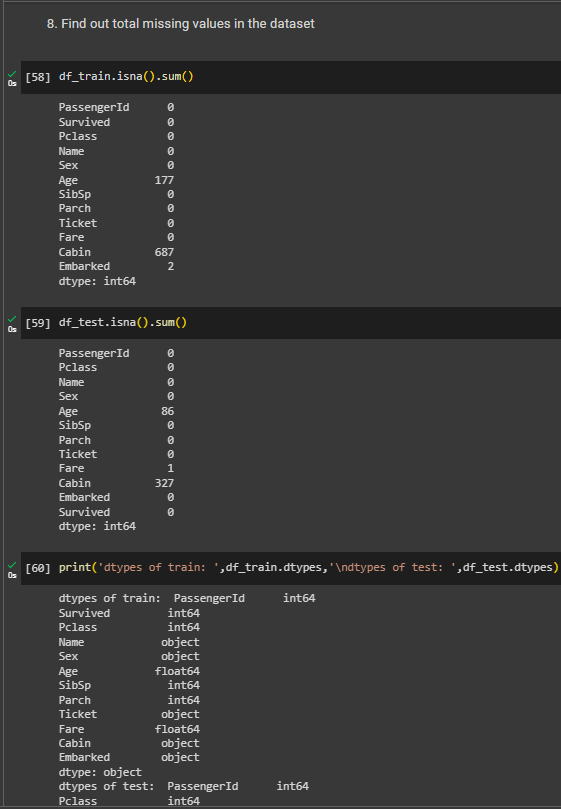 8. Find out total missing values in the dataset
0s
[58] df_train.isna().sum()
PassengerId 0
Survived 0
Pclass 0
Name 0
Sex 0
Age 177
SibSp 0
Parch 0
Ticket 0
Fare 0
Cabin 687
Embarked 2
dtype: int64
0s
[59] df_test.isna().sum()
PassengerId 0
Pclass 0
Name 0
Sex 0
Age 86
SibSp 0
Parch 0
Ticket 0
Fare 1
Cabin 327
Embarked 0
Survived 0
dtype: int64
0s
[60] print('dtypes of train: ',df_train.dtypes,'\ndtypes of test: ',df_test.dtypes)
dtypes of train:  PassengerId int64
Survived int64
Pclass int64
Name object
Sex object
Age float64
SibSp int64
Parch int64
Ticket object
Fare float64
Cabin object
Embarked object
dtype: object
dtypes of test:  PassengerId int64
Pclass int64